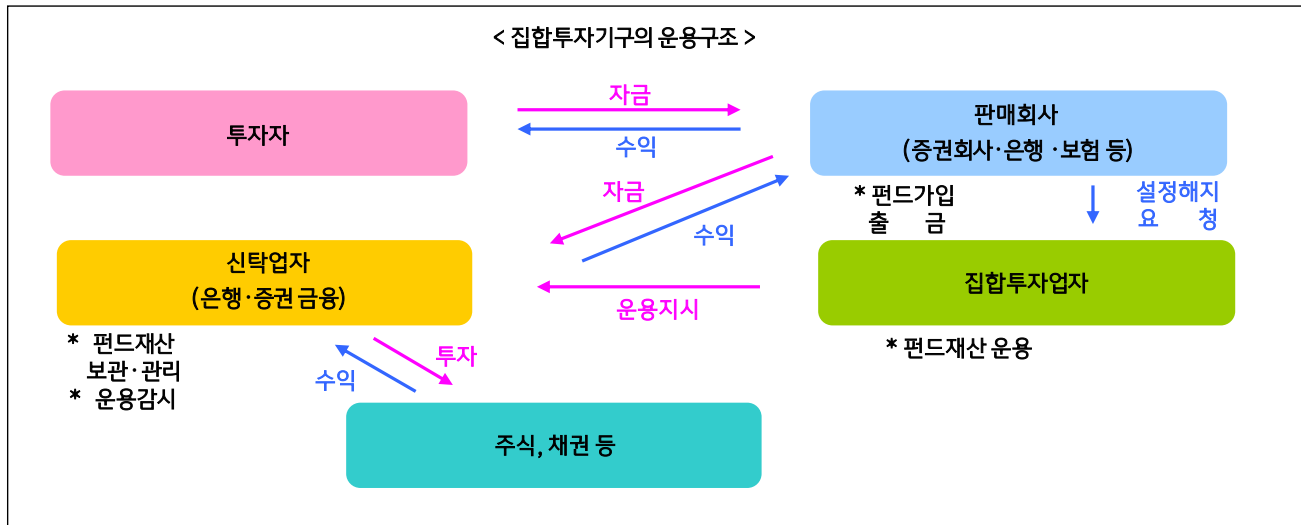 < 집합투자기구의 운용구조 >
투자자
자금
수익
판매회사
(증권회사·은행 ·보험 등)
자금
수익
* 펀드가입
출 금
설정해지
요 청
신탁업자
(은행·증권 금융)
운용지시
집합투자업자
* 펀드재산
보관·관리
* 운용감시
* 펀드재산 운용
투자
수익
주식, 채권 등